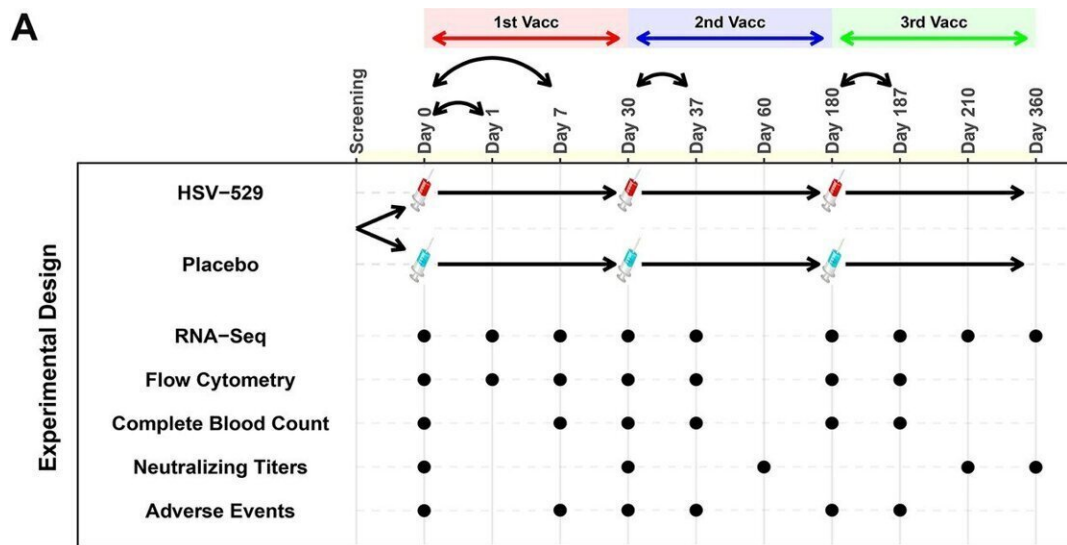 A
1st Vacc
2nd Vacc
3rd Vacc
Screening
Day 0
Day 1
Day 7
Day 30
Day 37
Day 60
Day 180
Day 187
Day 210
Day 360
Experimental Design
HSV−529
Placebo
RNA−Seq
Flow Cytometry
Complete Blood Count
Neutralizing Titers
Adverse Events